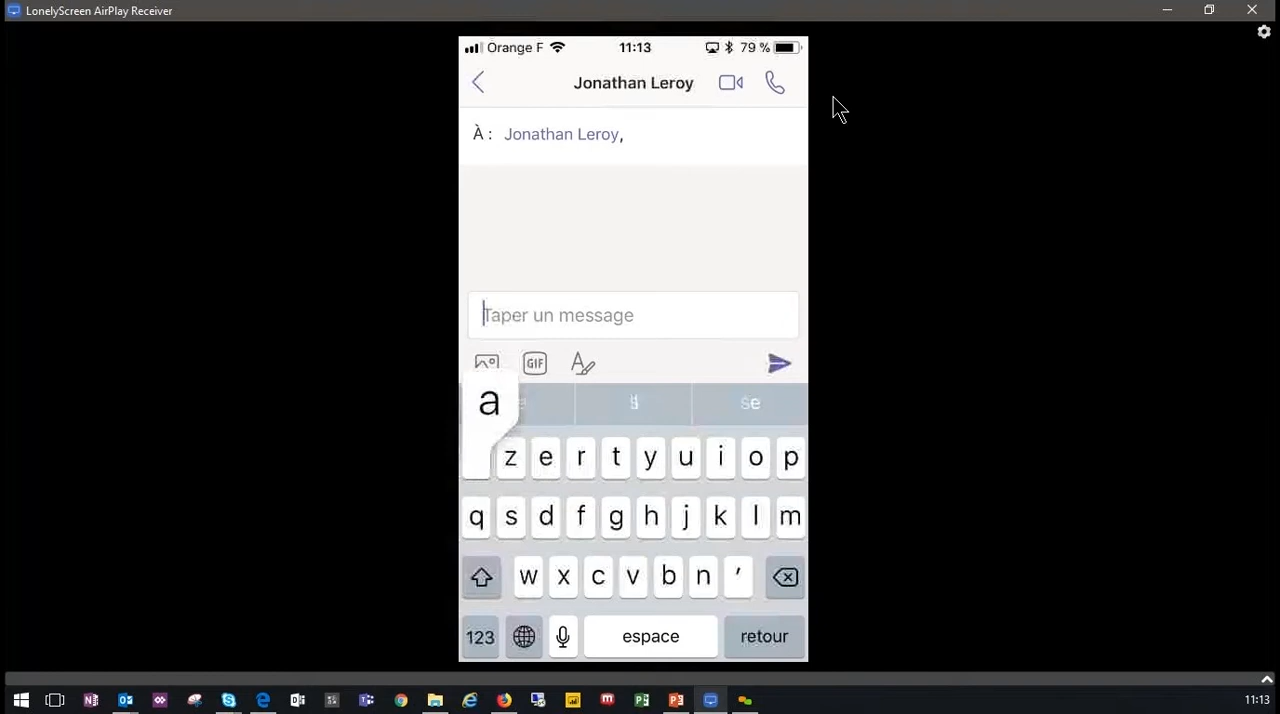 LonelyScreen AirPlay Receiver
Orange F 11:13 79 %
Jonathan Leroy
À : Jonathan Leroy,
Taper un message
GIF
se
a
z e r t y u i o p
q s d f g h j k l m
w x c v b n ’
123 espace retour
11:13